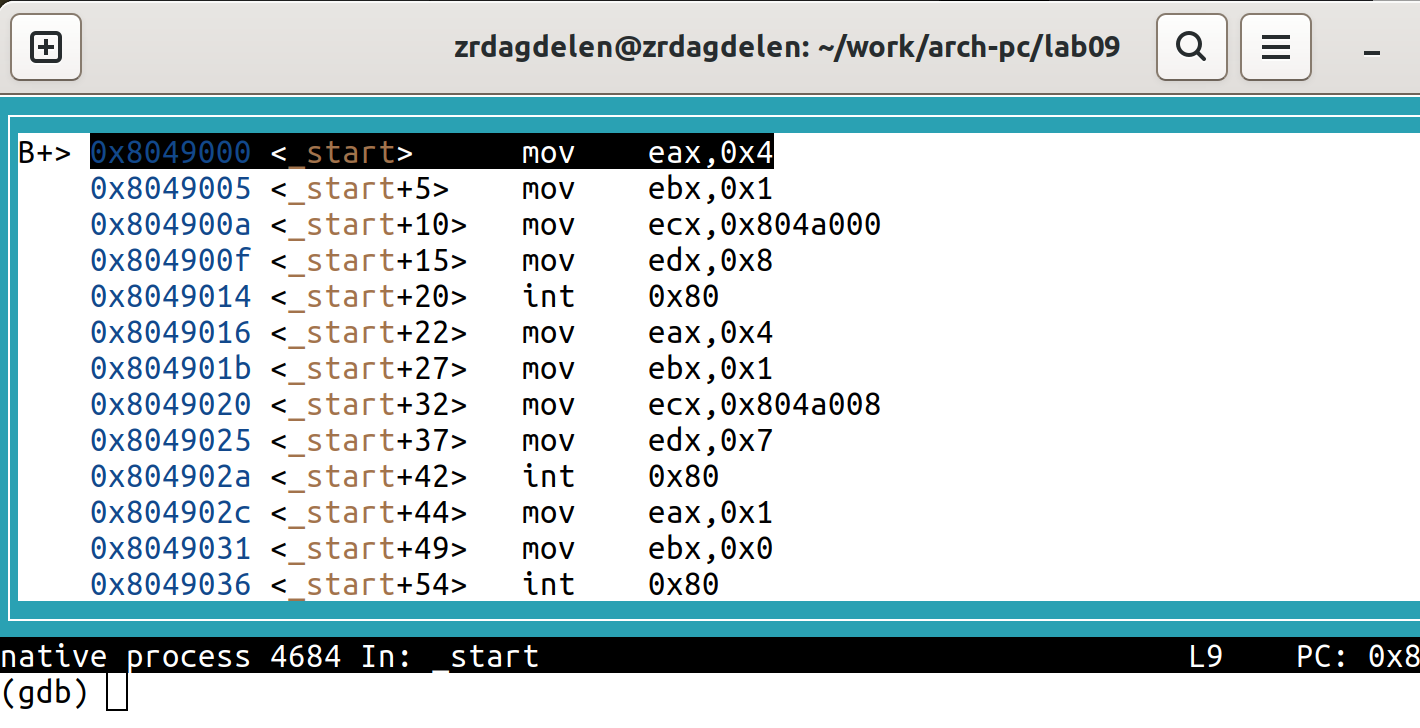 zrdagdelen@zrdagdelen: ~/work/arch-pc/lab09
B+> 0x8049000 <_start>      mov    eax,0x4
    0x8049005 <_start+5>    mov    ebx,0x1
    0x804900a <_start+10>   mov    ecx,0x804a000
    0x804900f <_start+15>   mov    edx,0x8
    0x8049014 <_start+20>   int    0x80
    0x8049016 <_start+22>   mov    eax,0x4
    0x804901b <_start+27>   mov    ebx,0x1
    0x8049020 <_start+32>   mov    ecx,0x804a008
    0x8049025 <_start+37>   mov    edx,0x7
    0x804902a <_start+42>   int    0x80
    0x804902c <_start+44>   mov    eax,0x1
    0x8049031 <_start+49>   mov    ebx,0x0
    0x8049036 <_start+54>   int    0x80
native process 4684 In: _start                                    L9    PC: 0x8
(gdb)